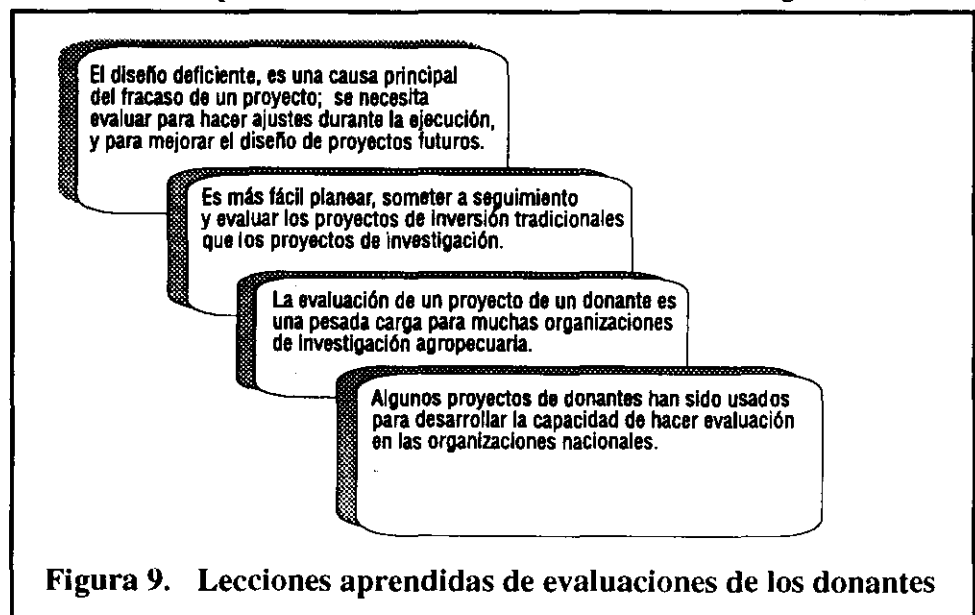 El diseño deficiente, es una causa principal
del fracaso de un proyecto; se necesita
evaluar para hacer ajustes durante la ejecución,
y para mejorar el diseño de proyectos futuros.
Es más fácil planear, someter a seguimiento
y evaluar los proyectos de inversión tradicionales
que los proyectos de investigación.
La evaluación de un proyecto de un donante es
una pesada carga para muchas organizaciones
de investigación agropecuaria.
Algunos proyectos de donantes han sido usados
para desarrollar la capacidad de hacer evaluación
en las organizaciones nacionales.
Figura 9. Lecciones aprendidas de evaluaciones de los donantes